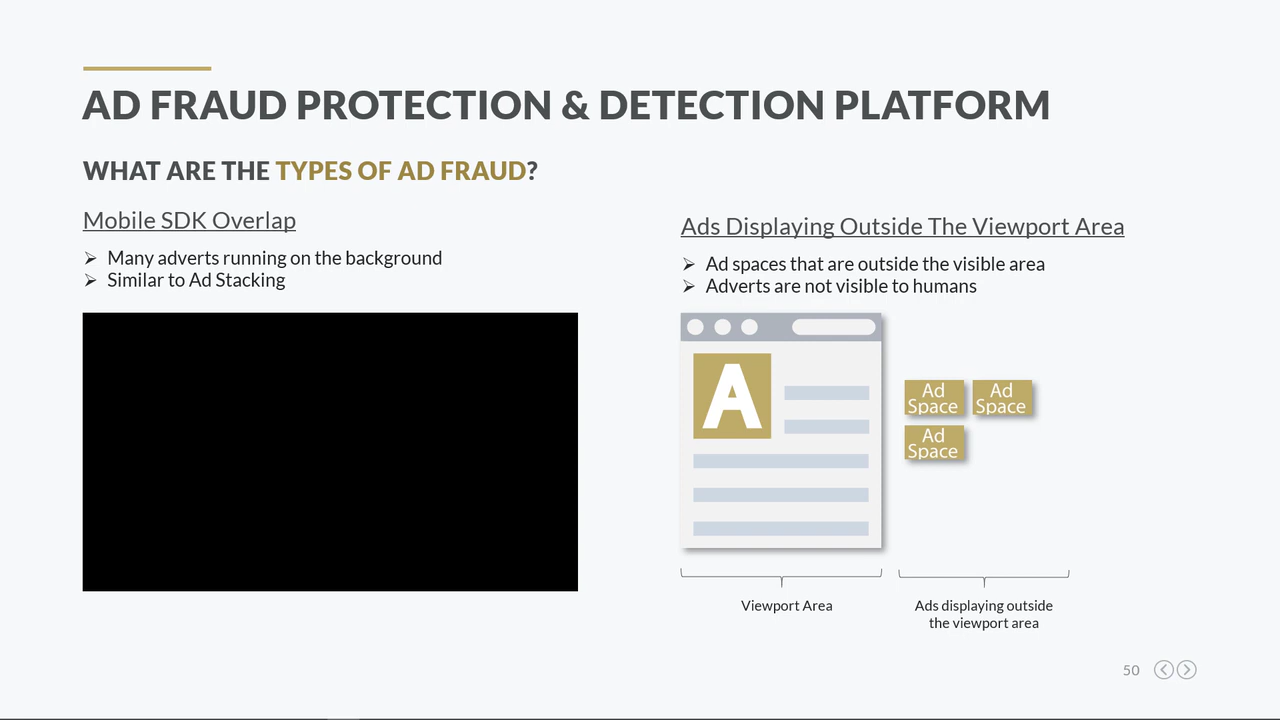 AD FRAUD PROTECTION & DETECTION PLATFORM
WHAT ARE THE TYPES OF AD FRAUD?
Mobile SDK Overlap
➢ Many adverts running on the background
➢ Similar to Ad Stacking
Ads Displaying Outside The Viewport Area
➢ Ad spaces that are outside the visible area
➢ Adverts are not visible to humans
A
Ad
Space
Ad
Space
Ad
Space
Viewport Area
Ads displaying outside
the viewport area
50